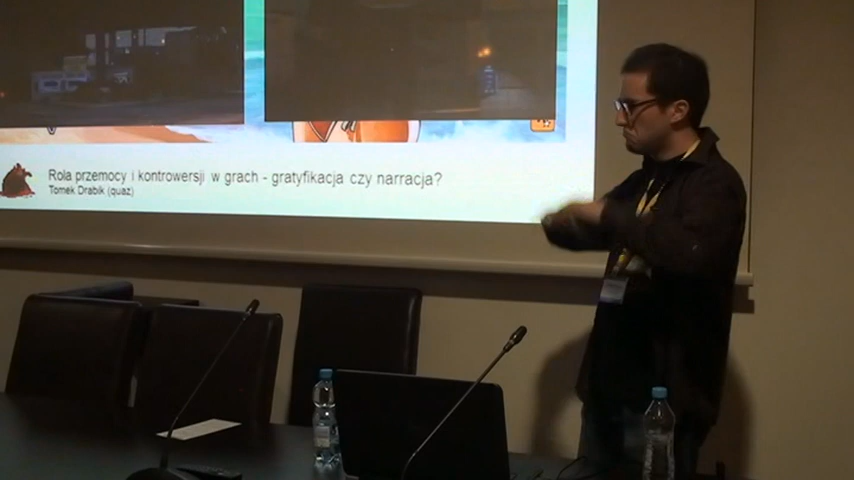 Rola przemocy i kontrowersji w grach - gratyfikacja czy narracja?
Tomek Drabik (quaz)